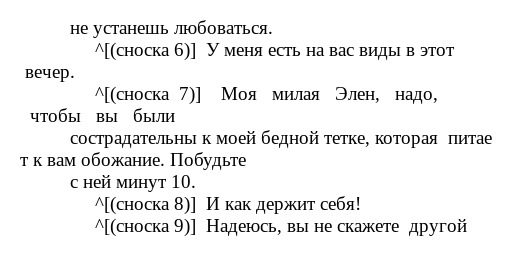 не устанешь любоваться.
^[(сноска 6)] У меня есть на вас виды в этот
вечер.
^[(сноска 7)] Моя милая Элен, надо,
чтобы вы были
сострадательны к моей бедной тетке, которая питае
т к вам обожание. Побудьте
с ней минут 10.
^[(сноска 8)] И как держит себя!
^[(сноска 9)] Надеюсь, вы не скажете другой